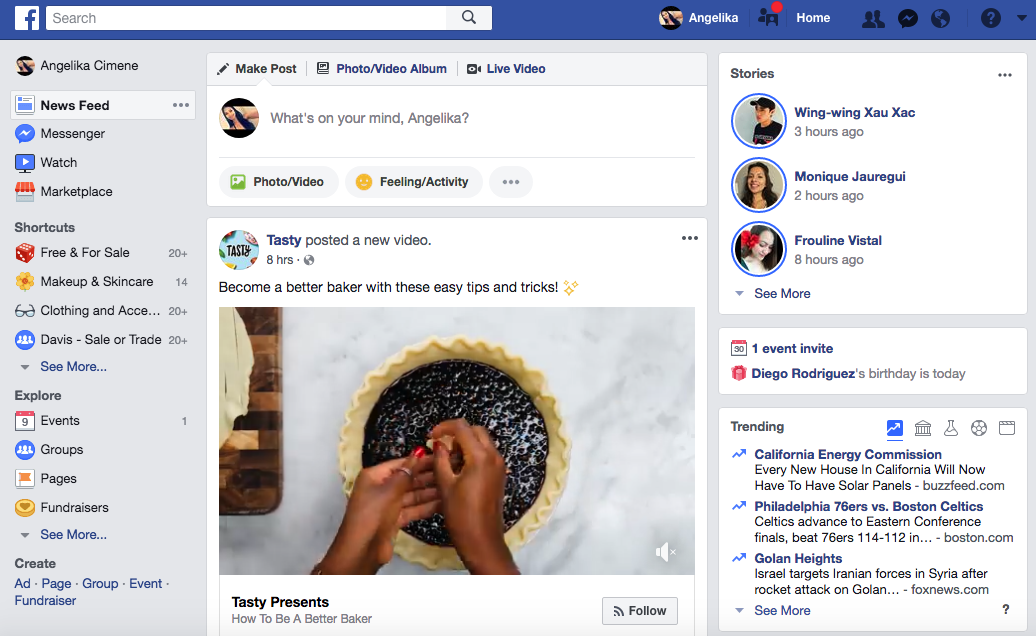 f
Search
Angelika
Home
?
Angelika Cimene
News Feed
Messenger
Watch
Marketplace
Shortcuts
Free & For Sale 20+
Makeup & Skincare 14
Clothing and Acce... 20+
Davis - Sale or Trade 20+
See More...
Explore
9 Events 1
Groups
Pages
Fundraisers
See More...
Create
Ad · Page · Group · Event ·
Fundraiser
Make Post
Photo/Video Album
Live Video
What's on your mind, Angelika?
Photo/Video
Feeling/Activity
TASTY
Tasty posted a new video.
8 hrs ·
Become a better baker with these easy tips and tricks!
Tasty Presents
How To Be A Better Baker
Follow
Stories
Wing-wing Xau Xac
3 hours ago
Monique Jauregui
2 hours ago
Frouline Vistal
8 hours ago
See More
30 1 event invite
Diego Rodriguez's birthday is today
Trending
California Energy Commission
Every New House In California Will Now
Have To Have Solar Panels - buzzfeed.com
Philadelphia 76ers vs. Boston Celtics
Celtics advance to Eastern Conference
finals, beat 76ers 114-112 in... - boston.com
Golan Heights
Israel targets Iranian forces in Syria after
rocket attack on Golan... - foxnews.com
See More
?